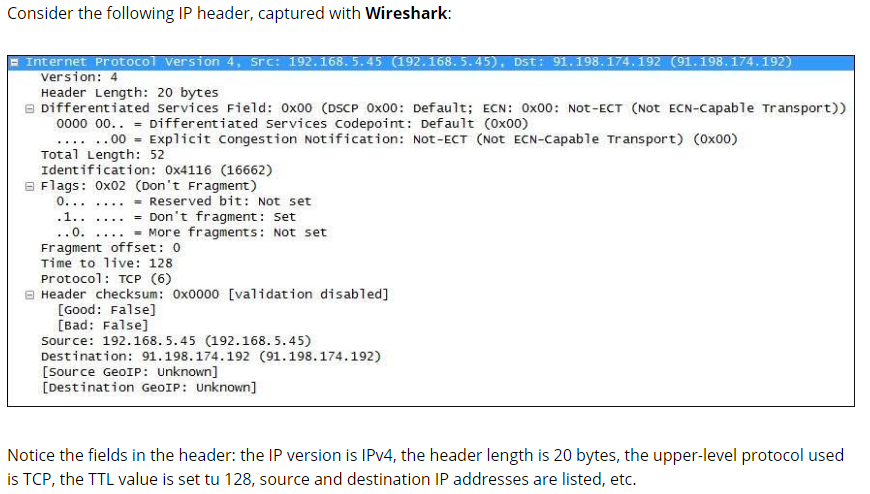 Consider the following IP header, captured with Wireshark:
Internet Protocol Version 4, Src: 192.168.5.45 (192.168.5.45), Dst: 91.198.174.192 (91.198.174.192)
Version: 4
Header Length: 20 bytes
Differentiated Services Field: 0x00 (DSCP 0x00: Default; ECN: 0x00: Not-ECT (Not ECN-Capable Transport))
0000 00.. = Differentiated Services Codepoint: Default (0x00)
.... ..00 = Explicit Congestion Notification: Not-ECT (Not ECN-Capable Transport) (0x00)
Total Length: 52
Identification: 0x4116 (16662)
Flags: 0x02 (Don't Fragment)
0... .... = Reserved bit: Not set
.1.. .... = Don't fragment: Set
..0. .... = More fragments: Not set
Fragment offset: 0
Time to live: 128
Protocol: TCP (6)
Header checksum: 0x0000 [validation disabled]
[Good: False]
[Bad: False]
Source: 192.168.5.45 (192.168.5.45)
Destination: 91.198.174.192 (91.198.174.192)
[Source GeoIP: Unknown]
[Destination GeoIP: Unknown]
Notice the fields in the header: the IP version is IPv4, the header length is 20 bytes, the upper-level protocol used
is TCP, the TTL value is set tu 128, source and destination IP addresses are listed, etc.